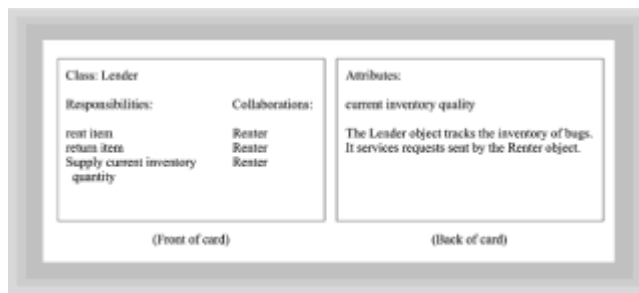 Class: Lender
Responsibilities: Collaborations:
rent item Renter
return item Renter
Supply current inventory Renter
quantity
(Front of card)
Attributes:
current inventory quality
The Lender object tracks the inventory of bugs.
It services requests sent by the Renter object.
(Back of card)